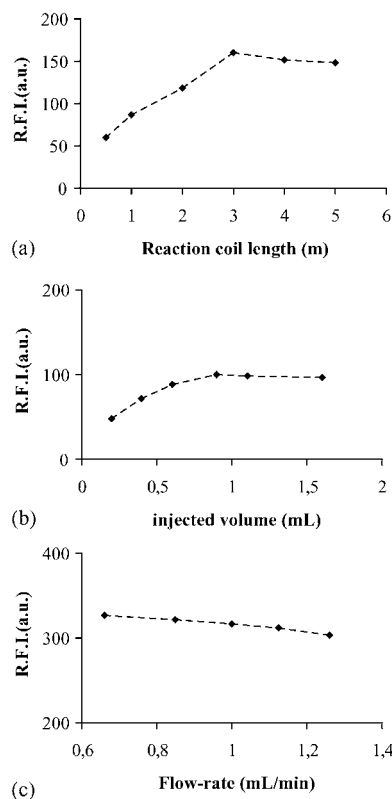 200
150
100
50
0
R.F.I.(a.u.)
0 1 2 3 4 5 6
(a) Reaction coil length (m)
200
100
0
R.F.I.(a.u.)
0 0,5 1 1,5 2
(b) injected volume (mL)
400
300
200
R.F.I.(a.u.)
0,6 0,8 1 1,2 1,4
(c) Flow-rate (mL/min)